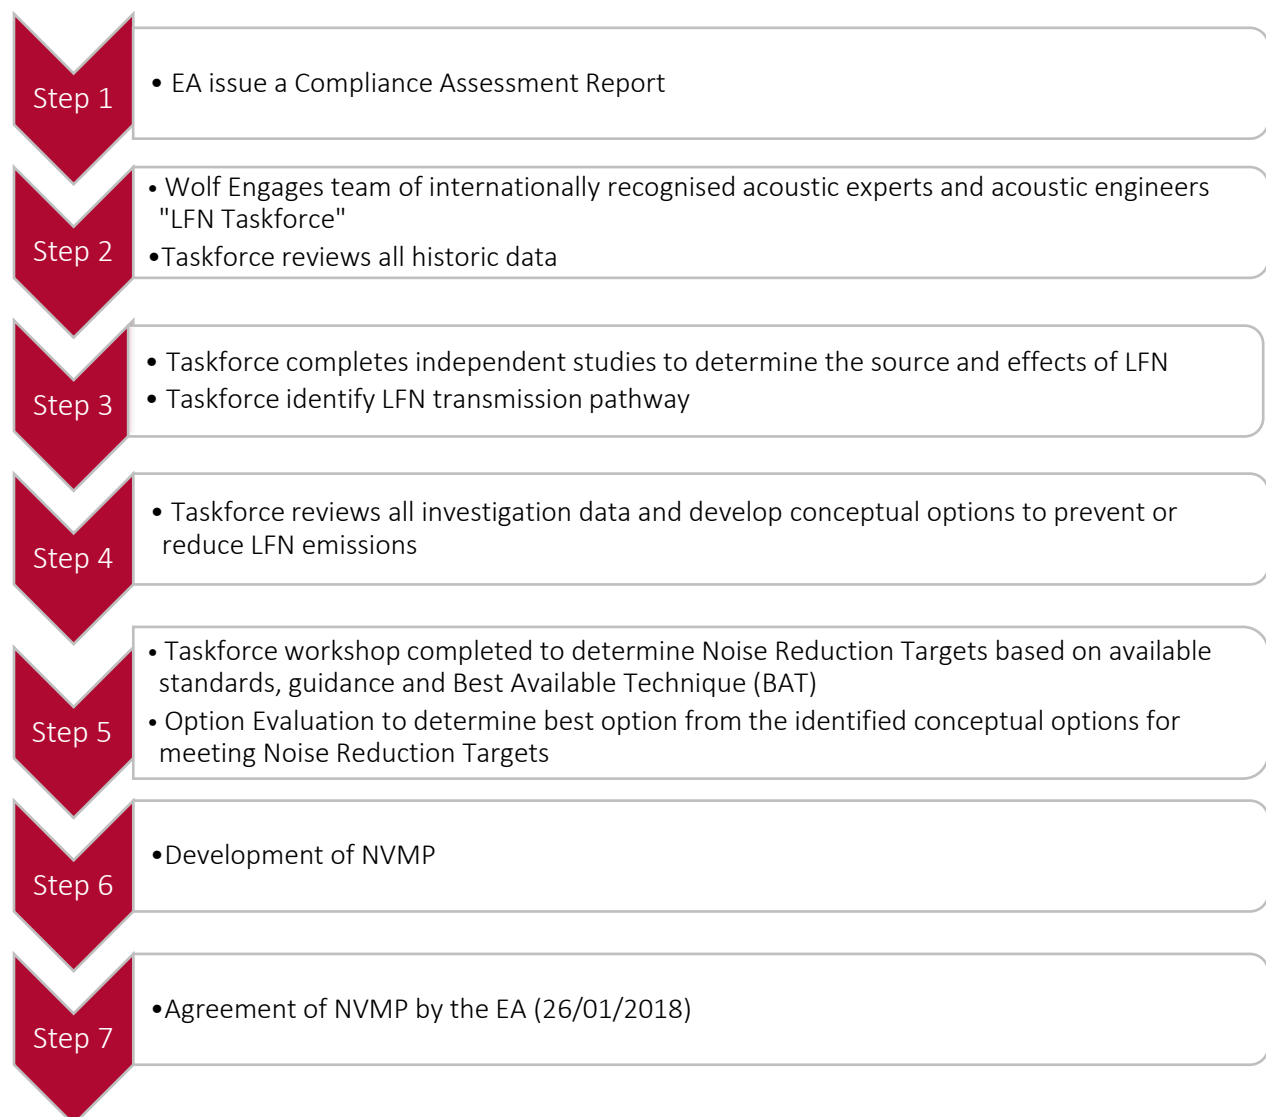 Step 1
• EA issue a Compliance Assessment Report
Step 2
• Wolf Engages team of internationally recognised acoustic experts and acoustic engineers
"LFN Taskforce"
•Taskforce reviews all historic data
Step 3
• Taskforce completes independent studies to determine the source and effects of LFN
• Taskforce identify LFN transmission pathway
Step 4
• Taskforce reviews all investigation data and develop conceptual options to prevent or
reduce LFN emissions
Step 5
• Taskforce workshop completed to determine Noise Reduction Targets based on available
standards, guidance and Best Available Technique (BAT)
• Option Evaluation to determine best option from the identified conceptual options for
meeting Noise Reduction Targets
Step 6
•Development of NVMP
Step 7
•Agreement of NVMP by the EA (26/01/2018)